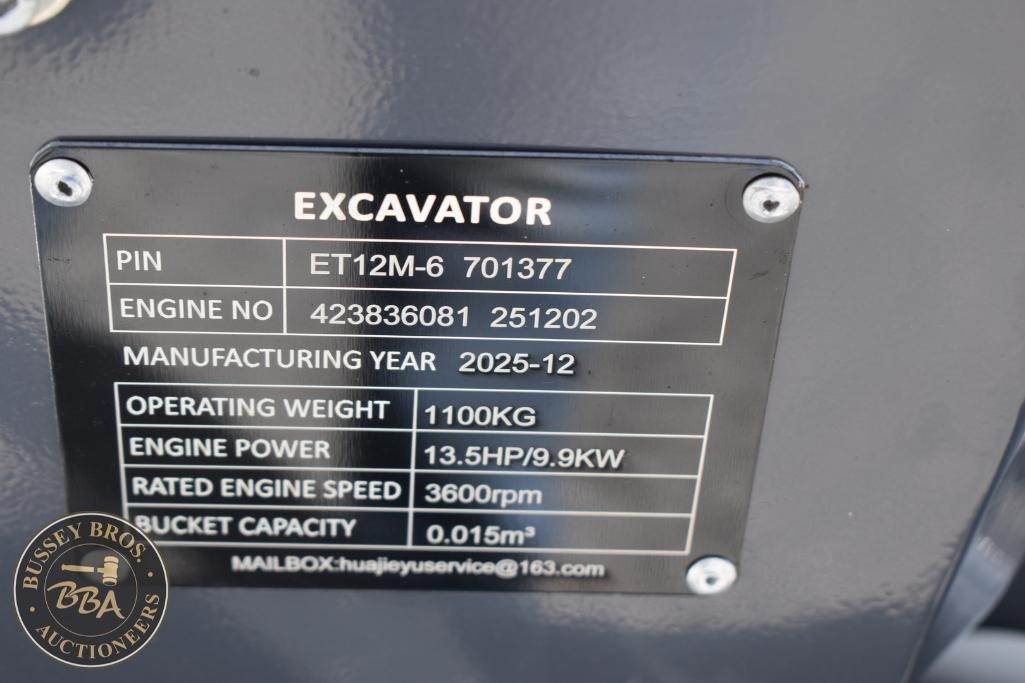 EXCAVATOR
PIN ET12M-6 701377
ENGINE NO 423836081 251202
MANUFACTURING YEAR 2025-12
OPERATING WEIGHT 1100KG
ENGINE POWER 13.5HP/9.9KW
RATED ENGINE SPEED 3600rpm
BUCKET CAPACITY 0.015m³
MAILBOX:huajieyuservice@163.com
BUSSEY BROS.
BBA
AUCTIONEERS